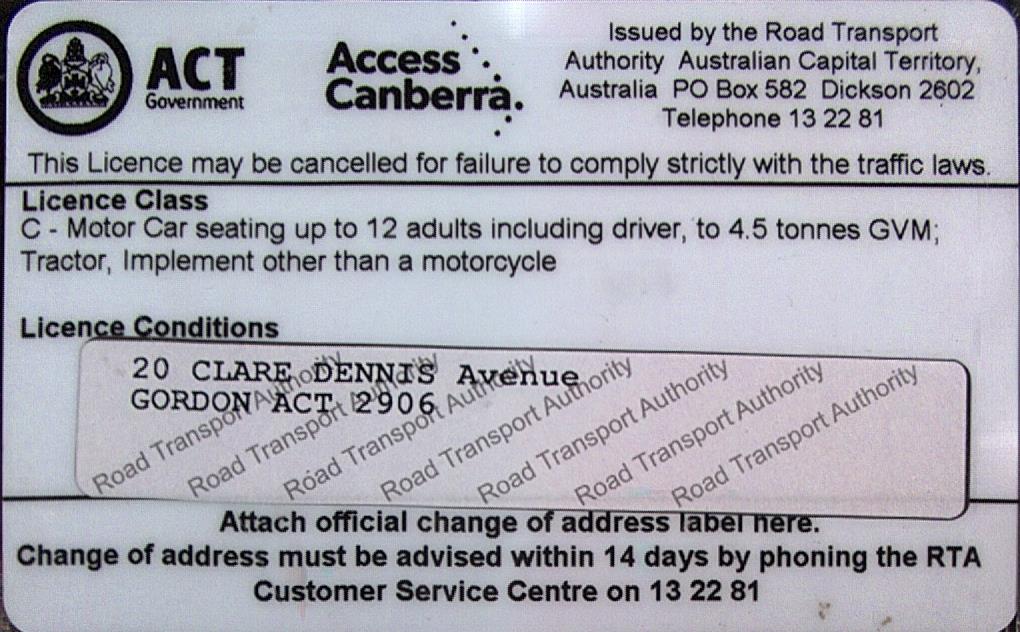 ACT
Government
Access
Canberra.
Issued by the Road Transport
Authority Australian Capital Territory,
Australia PO Box 582 Dickson 2602
Telephone 13 22 81
This Licence may be cancelled for failure to comply strictly with the traffic laws.
Licence Class
C - Motor Car seating up to 12 adults including driver, to 4.5 tonnes GVM;
Tractor, Implement other than a motorcycle
Licence Conditions
20 CLARE DENNIS Avenue
GORDON ACT 2906
Road Transport Authority
Road Transport Authority
Road Transport Authority
Road Transport Authority
Road Transport Authority
Road Transport Authority
Road Transport Authority
Attach official change of address label here.
Change of address must be advised within 14 days by phoning the RTA
Customer Service Centre on 13 22 81